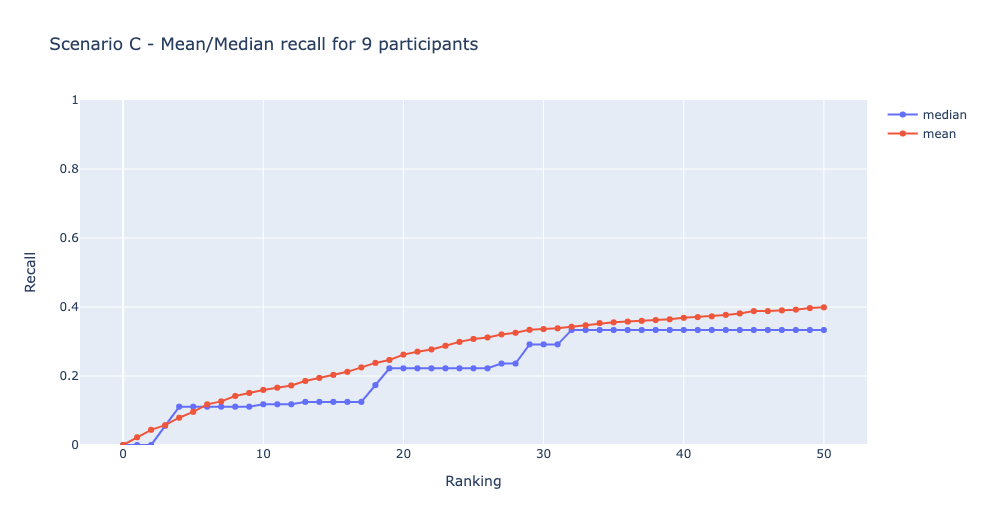 Scenario C - Mean/Median recall for 9 participants
median
mean
1
0.8
0.6
0.4
0.2
0
Recall
0 10 20 30 40 50
Ranking